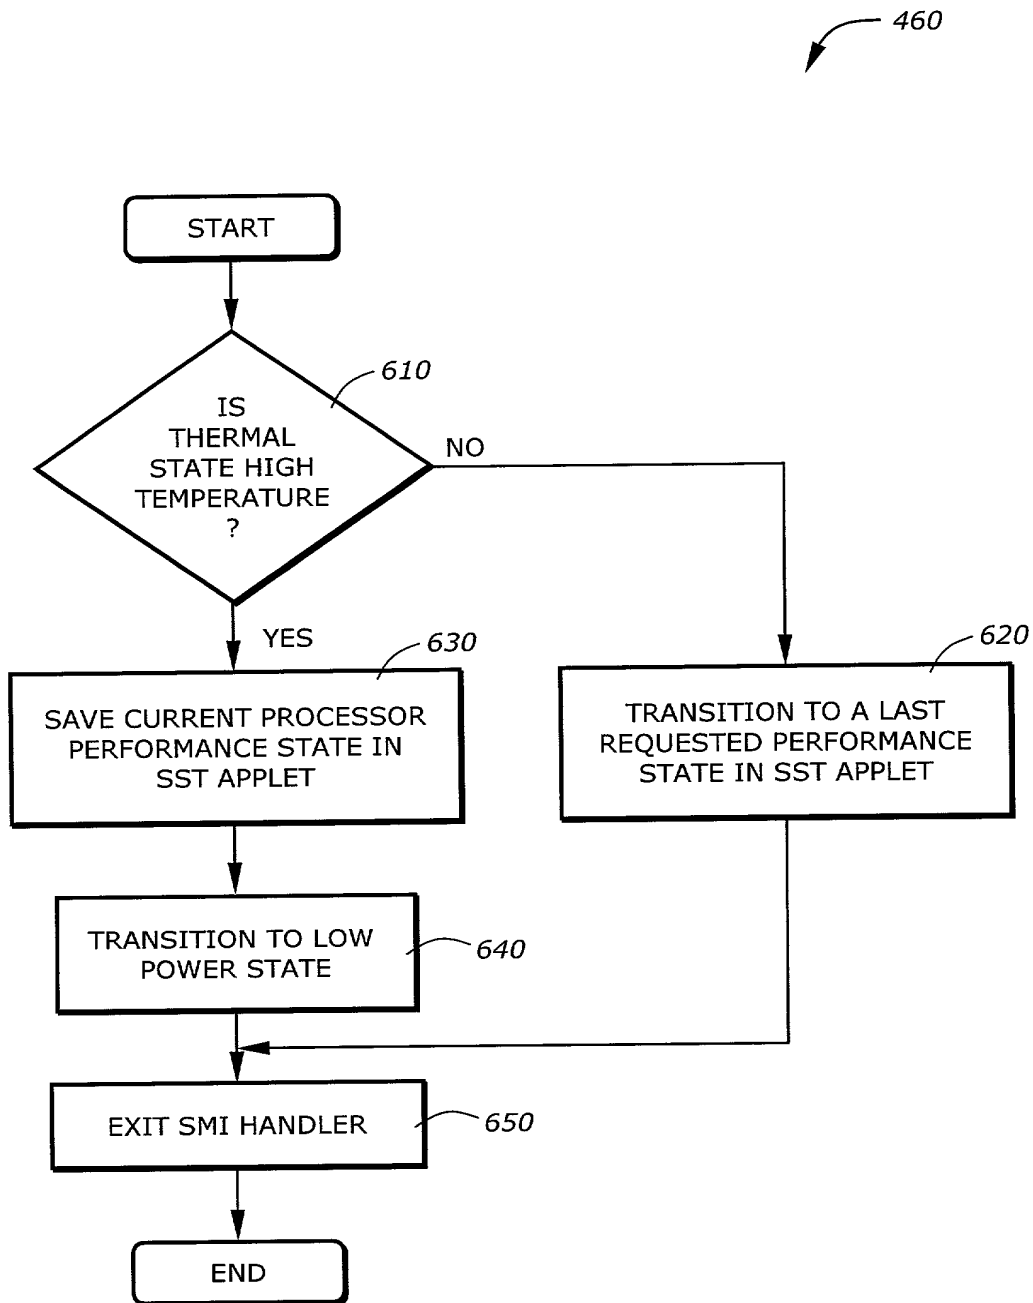 460
START
610
IS
THERMAL
STATE HIGH
TEMPERATURE
?
NO
YES
630
SAVE CURRENT PROCESSOR
PERFORMANCE STATE IN
SST APPLET
620
TRANSITION TO A LAST
REQUESTED PERFORMANCE
STATE IN SST APPLET
TRANSITION TO LOW
POWER STATE
640
EXIT SMI HANDLER
650
END